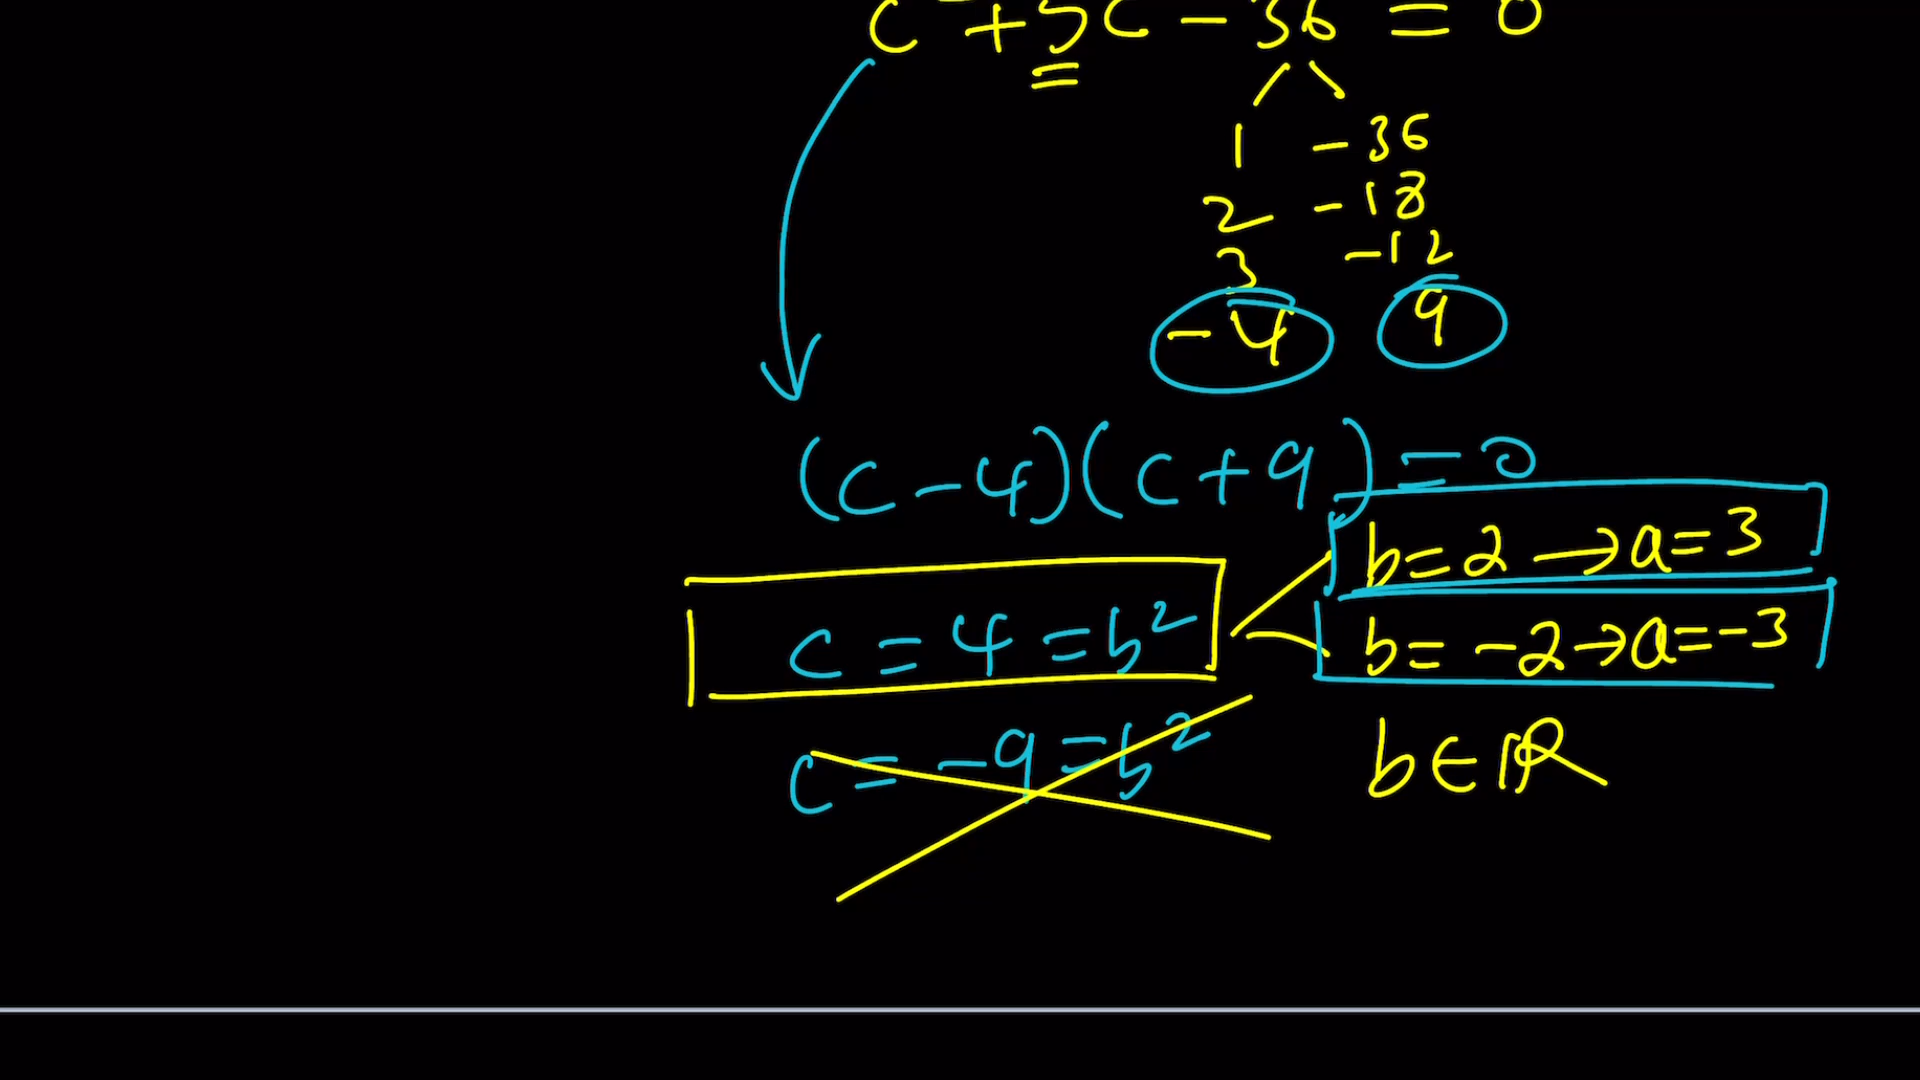 c²+5c-36=0
1 -36
2 -18
3 -12
-4 9
(c-4)(c+9)=0
b=2→a=3
c=4=b²
b=-2→a=-3
c=-9=b²
b∈ℝ